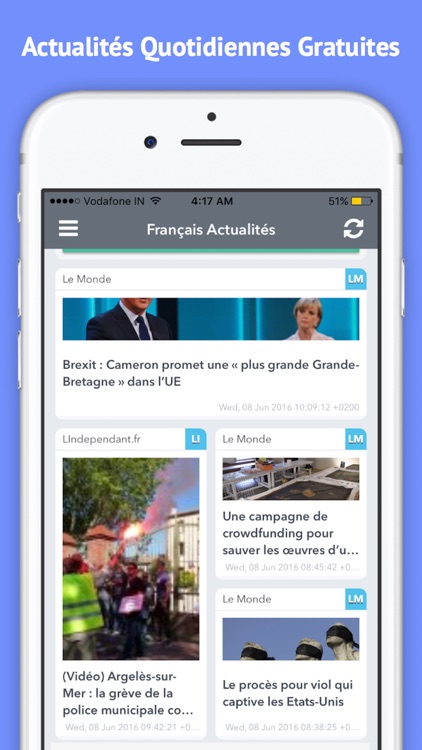 Actualités Quotidiennes Gratuites
Vodafone IN 4:17 AM 51%
Français Actualités
Le Monde LM
Brexit : Cameron promet une « plus grande Grande-
Bretagne » dans l’UE
Wed, 08 Jun 2016 10:09:12 +0200
LIndependant.fr LI
(Vidéo) Argelès-sur-
Mer : la grève de la
police municipale co...
Wed, 08 Jun 2016 09:42:21 +0...
Le Monde LM
Une campagne de
crowdfunding pour
sauver les œuvres d’u...
Wed, 08 Jun 2016 08:45:42 +0...
Le Monde LM
Le procès pour viol qui
captive les Etats-Unis
Wed, 08 Jun 2016 08:38:25 +0...